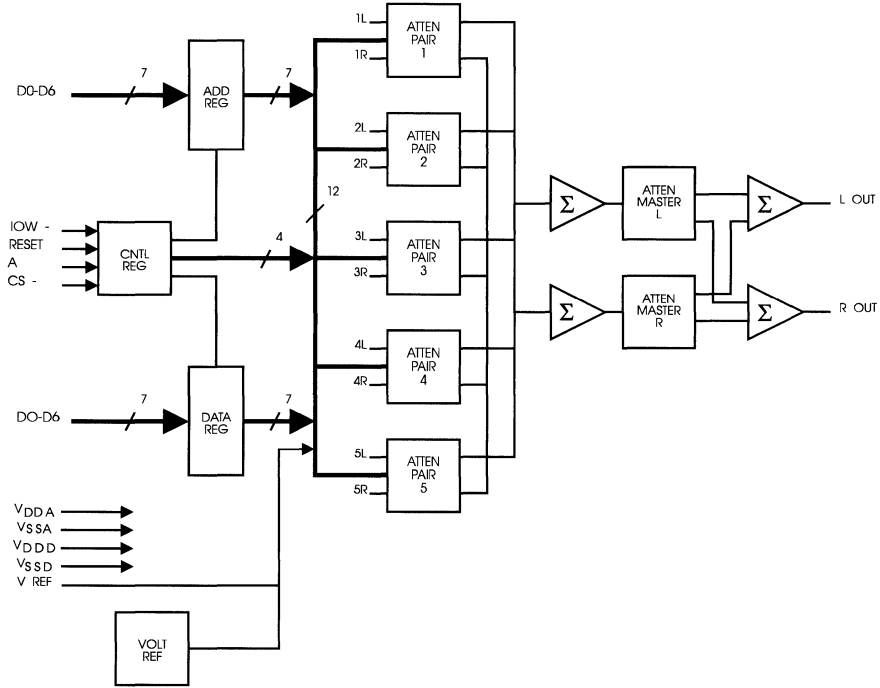 D0-D6
7
ADD
REG
7
IOW -
RESET
A
CS -
CNTL
REG
4
12
DO-D6
7
DATA
REG
7
VDDA
VSSA
VDDD
VSSD
V REF
VOLT
REF
1L
1R
ATTEN
PAIR
1
2L
2R
ATTEN
PAIR
2
3L
3R
ATTEN
PAIR
3
4L
4R
ATTEN
PAIR
4
5L
5R
ATTEN
PAIR
5
Σ
ATTEN
MASTER
L
Σ
L OUT
Σ
ATTEN
MASTER
R
Σ
R OUT